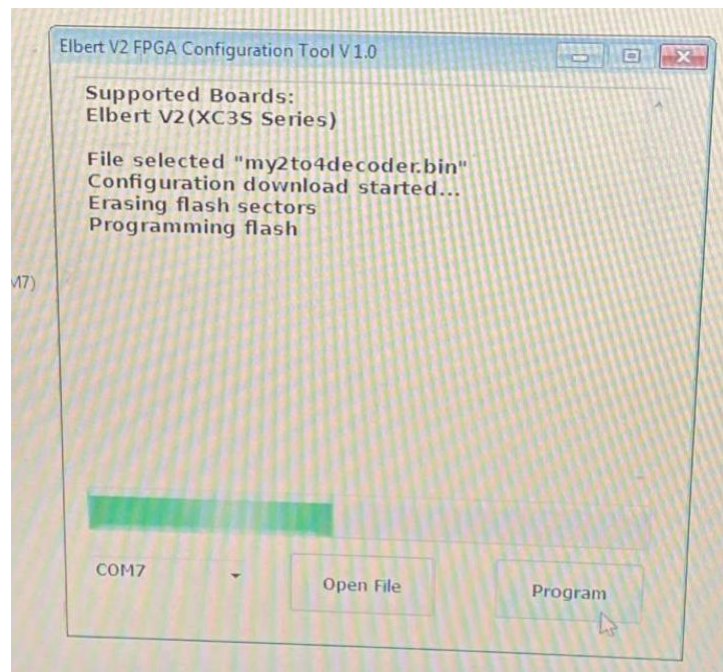 Elbert V2 FPGA Configuration Tool V 1.0
Supported Boards:
Elbert V2(XC3S Series)
File selected "my2to4decoder.bin"
Configuration download started...
Erasing flash sectors
Programming flash
M7)
COM7
Open File
Program